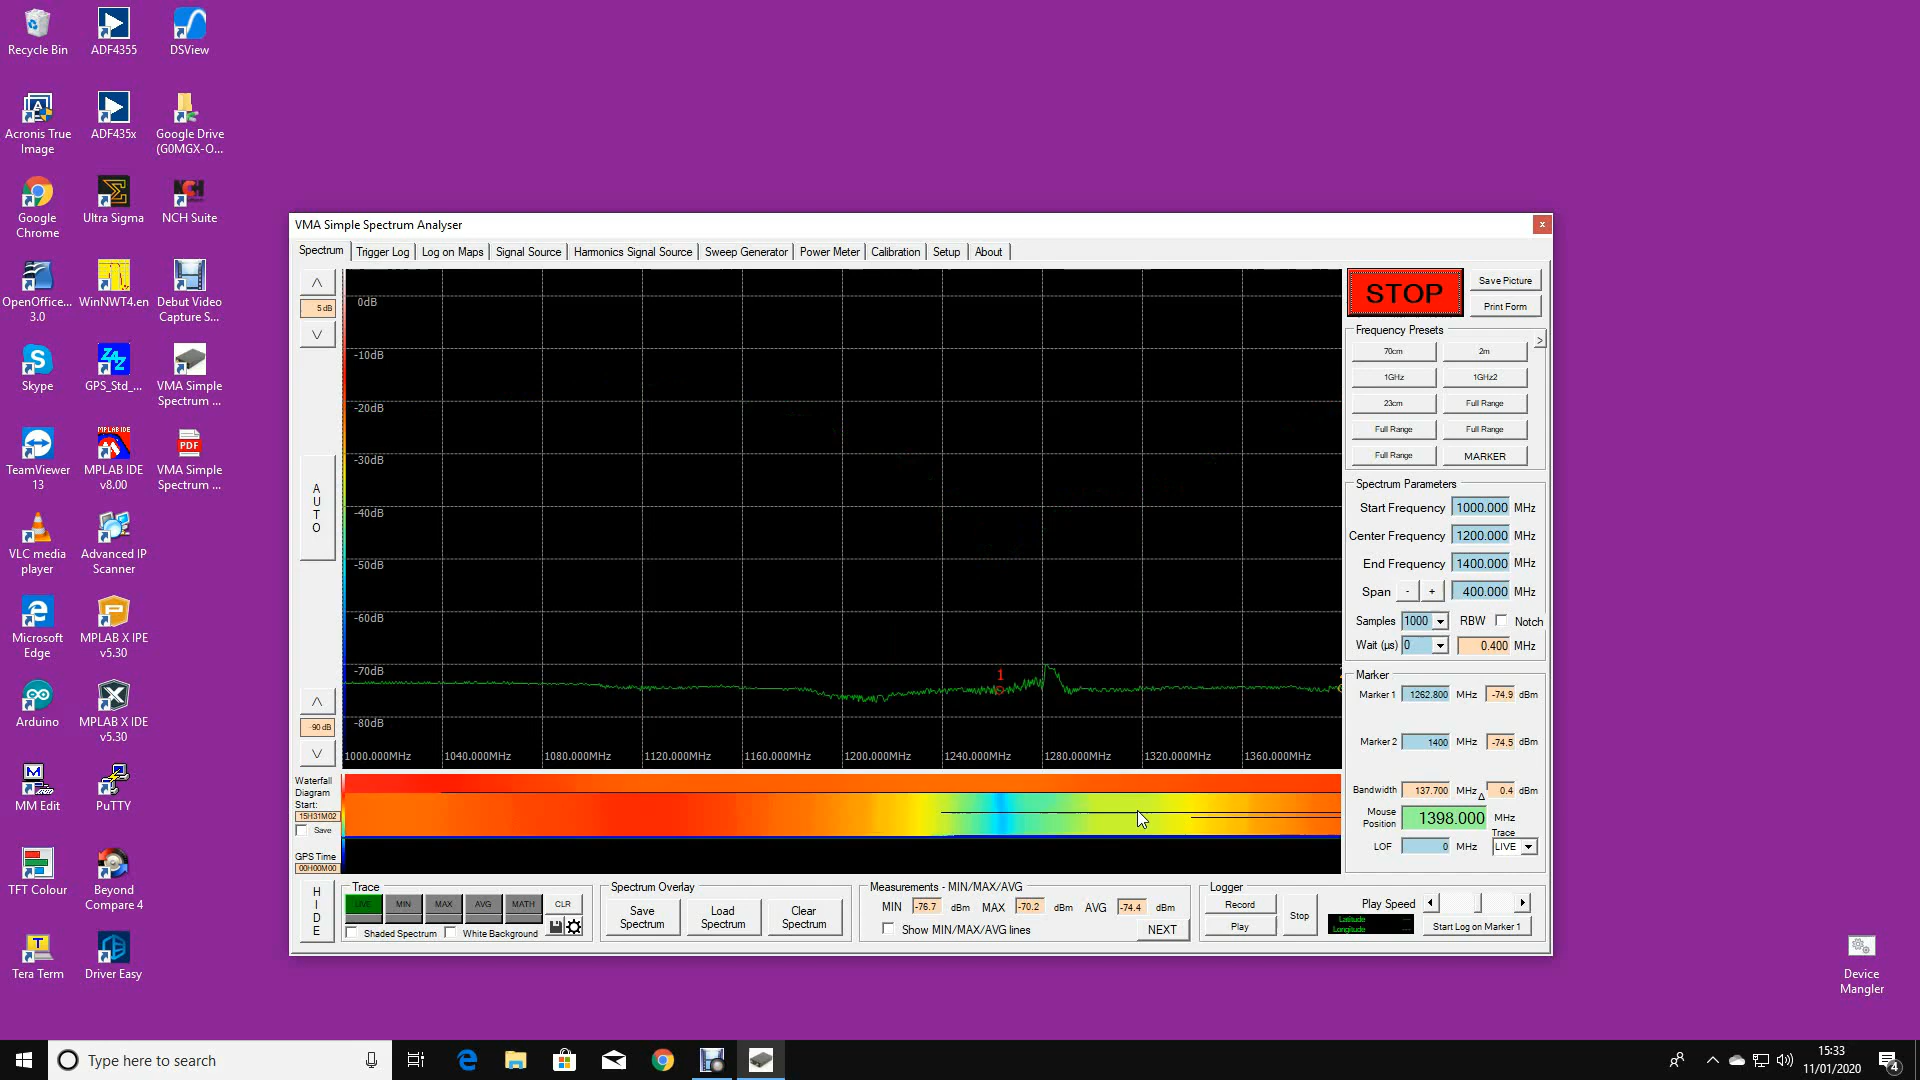 Recycle Bin
ADF4355
DSView
Acronis True
Image
ADF435x
Google Drive
(G0MGX-O...
Google
Chrome
Ultra Sigma
NCH Suite
OpenOffice...
3.0
WinNWT4.en
Debut Video
Capture S...
Skype
GPS_Std_...
VMA Simple
Spectrum ...
TeamViewer
13
MPLAB IDE
v8.00
VMA Simple
Spectrum ...
VLC media
player
Advanced IP
Scanner
Microsoft
Edge
MPLAB X IPE
v5.30
Arduino
MPLAB X IDE
v5.30
MM Edit
PuTTY
TFT Colour
Beyond
Compare 4
Tera Term
Driver Easy
Device
Mangler
VMA Simple Spectrum Analyser
x
Spectrum
Trigger Log
Log on Maps
Signal Source
Harmonics Signal Source
Sweep Generator
Power Meter
Calibration
Setup
About
5 dB
AUTO
-90 dB
0dB
-10dB
-20dB
-30dB
-40dB
-50dB
-60dB
-70dB
-80dB
1
1000.000MHz
1040.000MHz
1080.000MHz
1120.000MHz
1160.000MHz
1200.000MHz
1240.000MHz
1280.000MHz
1320.000MHz
1360.000MHz
Waterfall
Diagram
Start:
15H31M02
Save
GPS Time
00H00M00
HIDE
STOP
Save Picture
Print Form
Frequency Presets
>
70cm
2m
1GHz
1GHz2
23cm
Full Range
Full Range
Full Range
Full Range
MARKER
Spectrum Parameters
Start Frequency 1000.000 MHz
Center Frequency 1200.000 MHz
End Frequency 1400.000 MHz
Span - + 400.000 MHz
Samples 1000 RBW Notch
Wait (µs) 0 0.400 MHz
Marker
Marker 1 1262.800 MHz -74.9 dBm
Marker 2 1400 MHz -74.5 dBm
Bandwidth 137.700 MHz Δ 0.4 dBm
Mouse
Position 1398.000 MHz
Trace
LOF 0 MHz LIVE
Trace
LIVE MIN MAX AVG MATH CLR
Shaded Spectrum White Background
Spectrum Overlay
Save
Spectrum
Load
Spectrum
Clear
Spectrum
Measurements - MIN/MAX/AVG
MIN -76.7 dBm MAX -70.2 dBm AVG -74.4 dBm
Show MIN/MAX/AVG lines NEXT
Logger
Record
Play
Stop
Play Speed
Latitude ---
Longitude ---
Start Log on Marker 1
Type here to search
15:33
11/01/2020
4